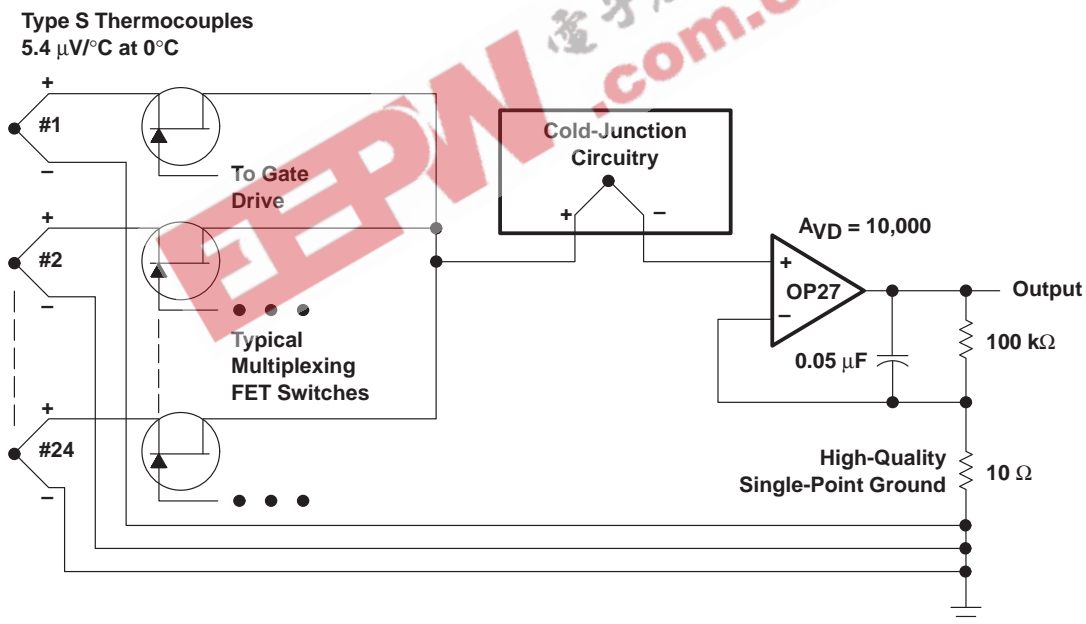 Type S Thermocouples
5.4 μV/°C at 0°C
+
#1
−
To Gate
Drive
+
#2
−
Typical
Multiplexing
FET Switches
+
#24
−
Cold-Junction
Circuitry
+
−
AVD = 10,000
+
OP27
−
Output
0.05 μF
100 kΩ
High-Quality
Single-Point Ground
10 Ω
EEPW
.com.c
電子